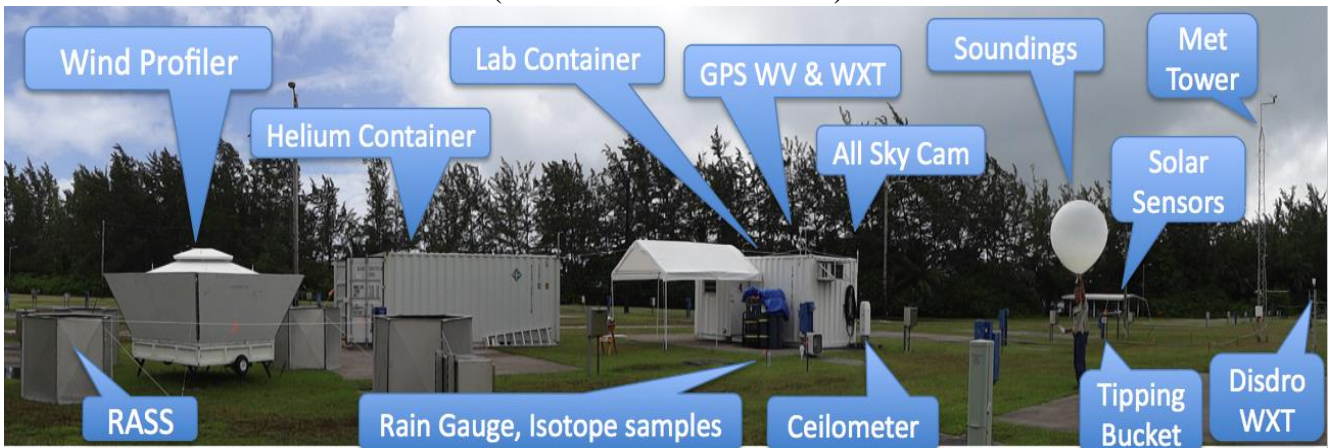 Wind Profiler
Helium Container
Lab Container
GPS WV & WXT
All Sky Cam
Soundings
Met
Tower
Solar
Sensors
RASS
Rain Gauge, Isotope samples
Ceilometer
Tipping
Bucket
Disdro
WXT